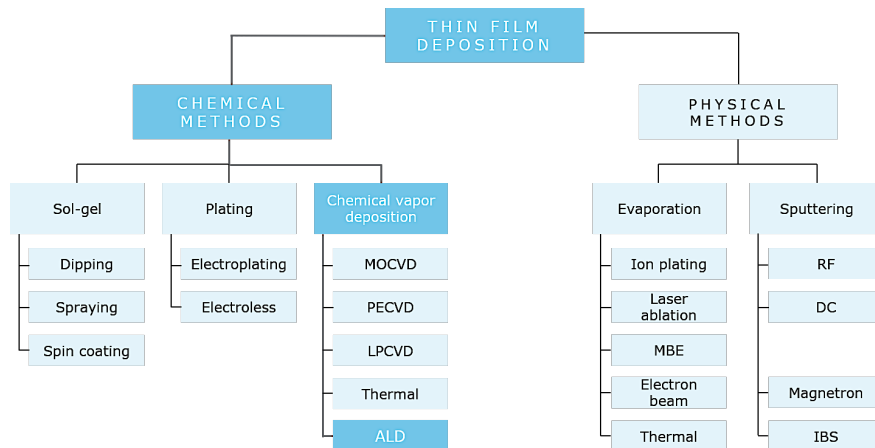 THIN FILM
DEPOSITION
CHEMICAL
METHODS
PHYSICAL
METHODS
Sol-gel
Plating
Chemical vapor
deposition
Evaporation
Sputtering
Dipping
Electroplating
MOCVD
Ion plating
RF
Spraying
Electroless
PECVD
Laser
ablation
DC
Spin coating
LPCVD
MBE
Thermal
Electron
beam
Magnetron
ALD
Thermal
IBS